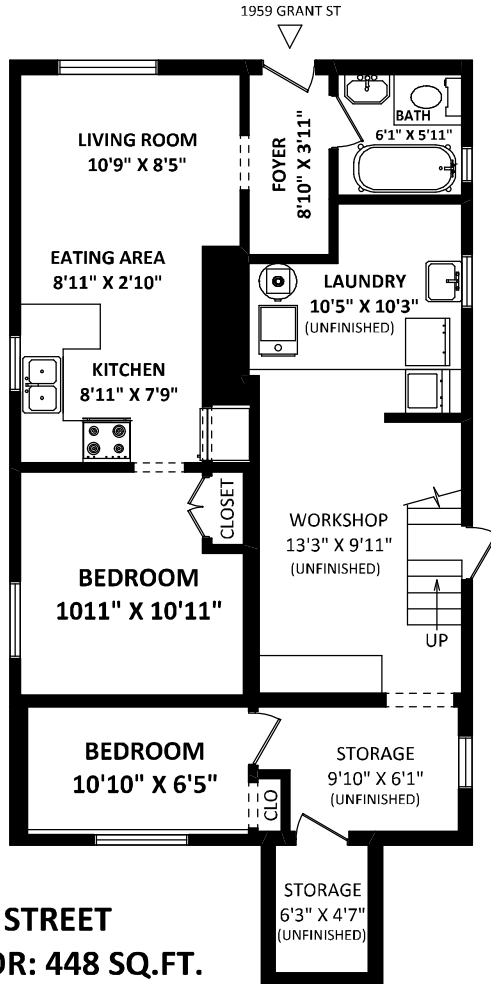 1959 GRANT ST
LIVING ROOM
10'9" X 8'5"
FOYER
8'10" X 3'11"
BATH
6'1" X 5'11"
EATING AREA
8'11" X 2'10"
LAUNDRY
10'5" X 10'3"
(UNFINISHED)
KITCHEN
8'11" X 7'9"
CLOSET
WORKSHOP
13'3" X 9'11"
(UNFINISHED)
BEDROOM
1011" X 10'11"
UP
BEDROOM
10'10" X 6'5"
STORAGE
9'10" X 6'1"
(UNFINISHED)
CLO
STORAGE
6'3" X 4'7"
(UNFINISHED)
STREET
OR: 448 SQ.FT.